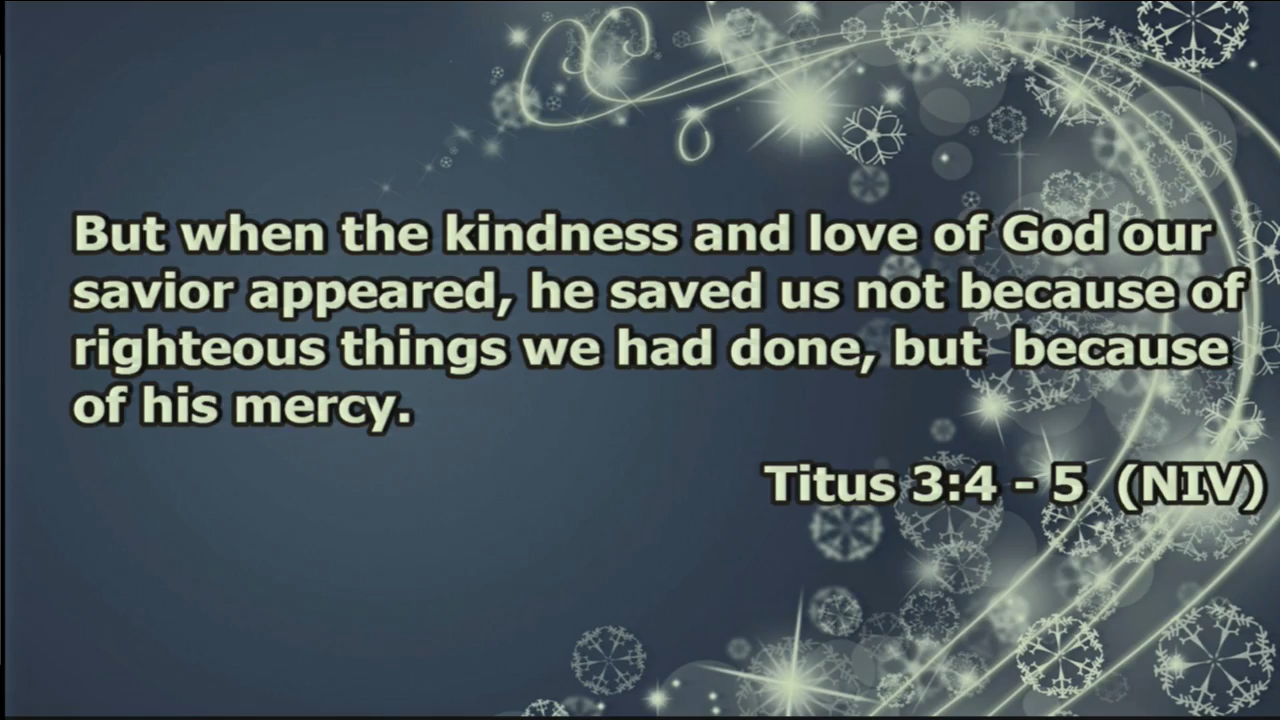 But when the kindness and love of God our
savior appeared, he saved us not because of
righteous things we had done, but  because
of his mercy.
Titus 3:4 - 5  (NIV)